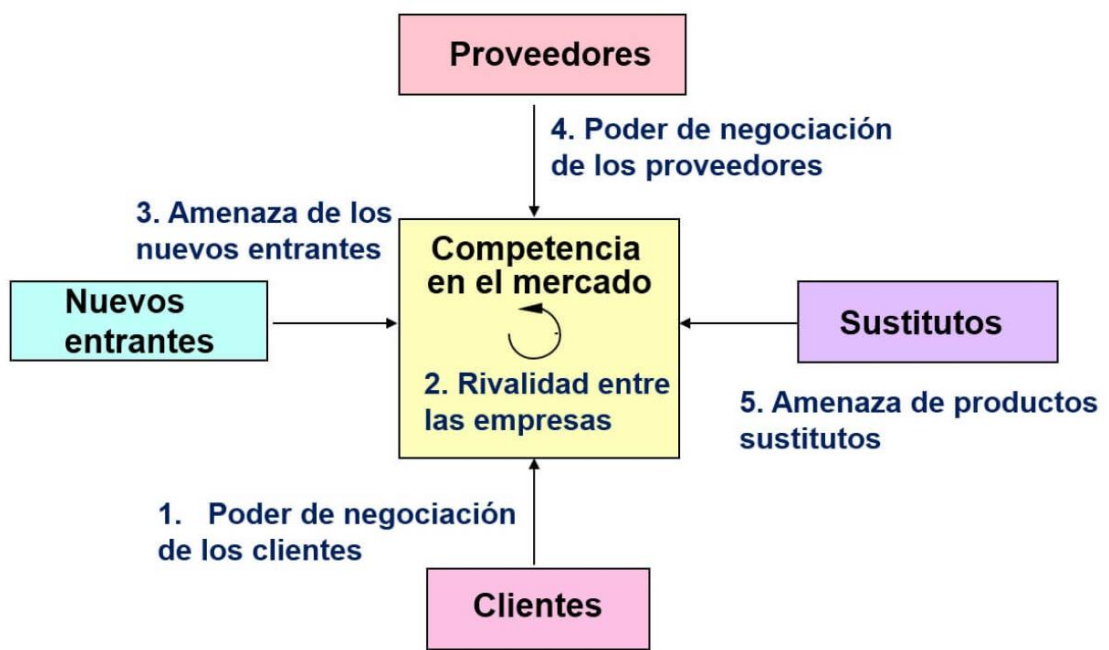 Proveedores
4. Poder de negociación
de los proveedores
3. Amenaza de los
nuevos entrantes
Competencia
en el mercado
Nuevos
entrantes
Sustitutos
2. Rivalidad entre
las empresas
5. Amenaza de productos
sustitutos
1. Poder de negociación
de los clientes
Clientes